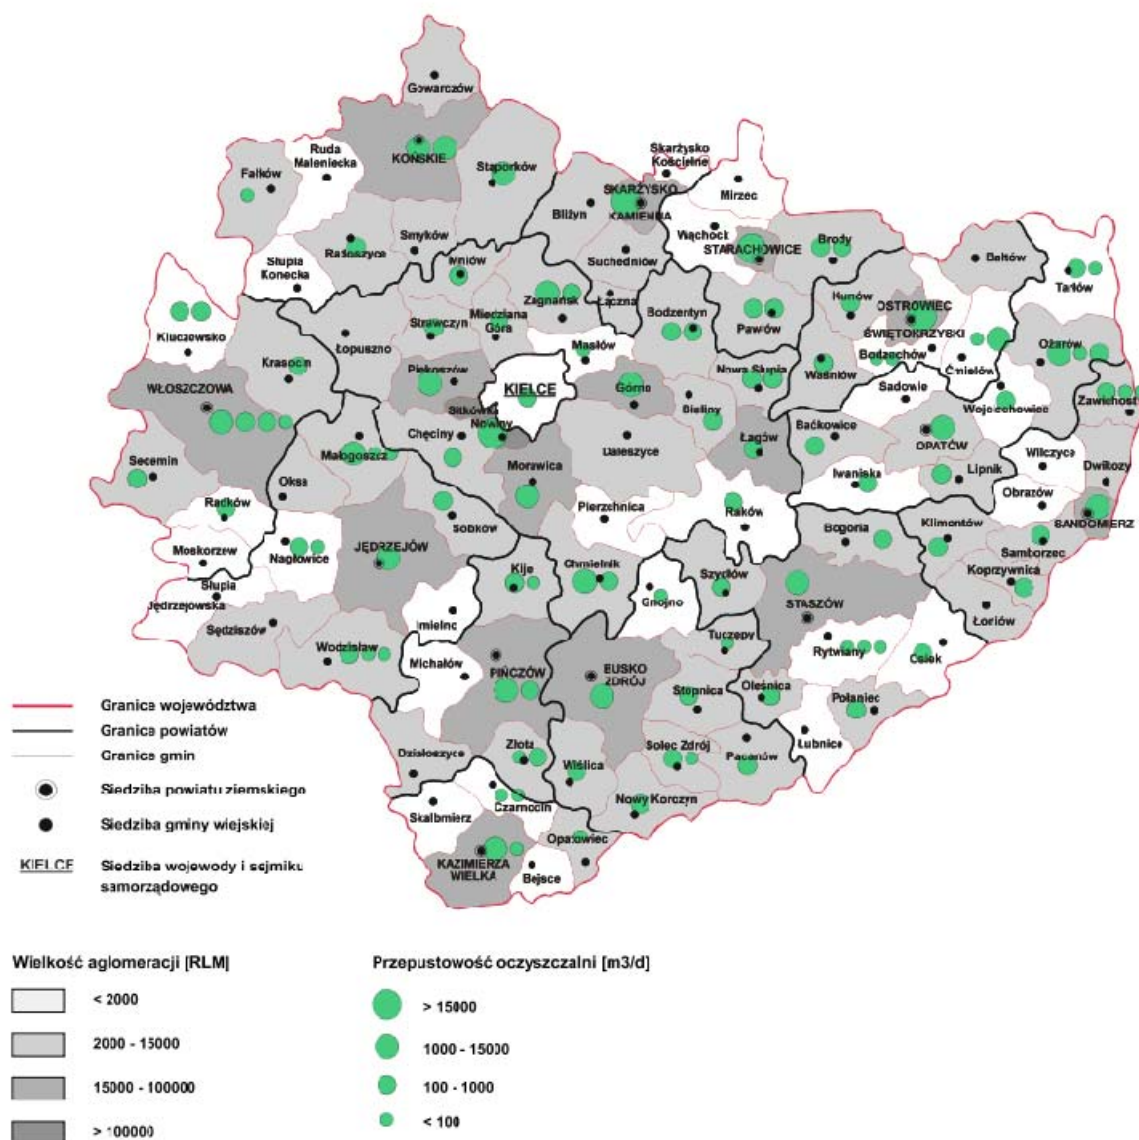 Gowarczów
Ruda
Maleniecka
KOŃSKIE
Stąporków
Fałków
Skarżysko
Kościelne
SKARŻYSKO
KAMIENNA
Mirzec
Bliżyn
Wąchock
STARACHOWICE
Brody
Radoszyce
Smyków
Słupia
Konecka
Suchedniów
Bałtów
Tarłów
Mniów
Zagnańsk
Łączna
Bodzentyn
Pawłów
Kunów
OSTROWIEC
ŚWIĘTOKRZYSKI
Kluczewsko
Krasocin
Łopuszno
Strawczyn
Miedziana
Góra
Masłów
Bodzechów
Ćmielów
Ożarów
WŁOSZCZOWA
Piekoszów
KIELCE
Górno
Nowa Słupia
Waśniów
Sadowie
Wojciechowice
Zawichost
Sitkówka
Nowiny
Bieliny
Chęciny
Daleszyce
Łagów
Baćkowice
OPATÓW
Małogoszcz
Secemin
Oksa
Morawica
Iwaniska
Lipnik
Wilczyce
Dwikozy
Radków
Sobków
Pierzchnica
Raków
Obrazów
SANDOMIERZ
Moskorzew
Nagłowice
JĘDRZEJÓW
Bogoria
Klimontów
Samborzec
Koprzywnica
Słupia
Jędrzejowska
Kije
Chmielnik
Gnojno
Szydłów
STASZÓW
Łoniów
Sędziszów
Imielno
Wodzisław
Michałów
PIŃCZÓW
BUSKO
ZDRÓJ
Tuczępy
Rytwiany
Osiek
Stopnica
Oleśnica
Połaniec
Łubnice
Działoszyce
Złota
Wiślica
Solec Zdrój
Pacanów
Nowy Korczyn
Skalbmierz
Czarnocin
Opatowiec
KAZIMIERZA
WIELKA
Bejsce
Granice województwa
Granice powiatów
Granice gmin
Siedziba powiatu ziemskiego
Siedziba gminy wiejskiej
KIELCE Siedziba wojewody i sejmiku
samorządowego
Wielkość aglomeracji [RLM]
< 2000
2000 - 15000
15000 - 100000
> 100000
Przepustowość oczyszczalni [m3/d]
> 15000
1000 - 15000
100 - 1000
< 100